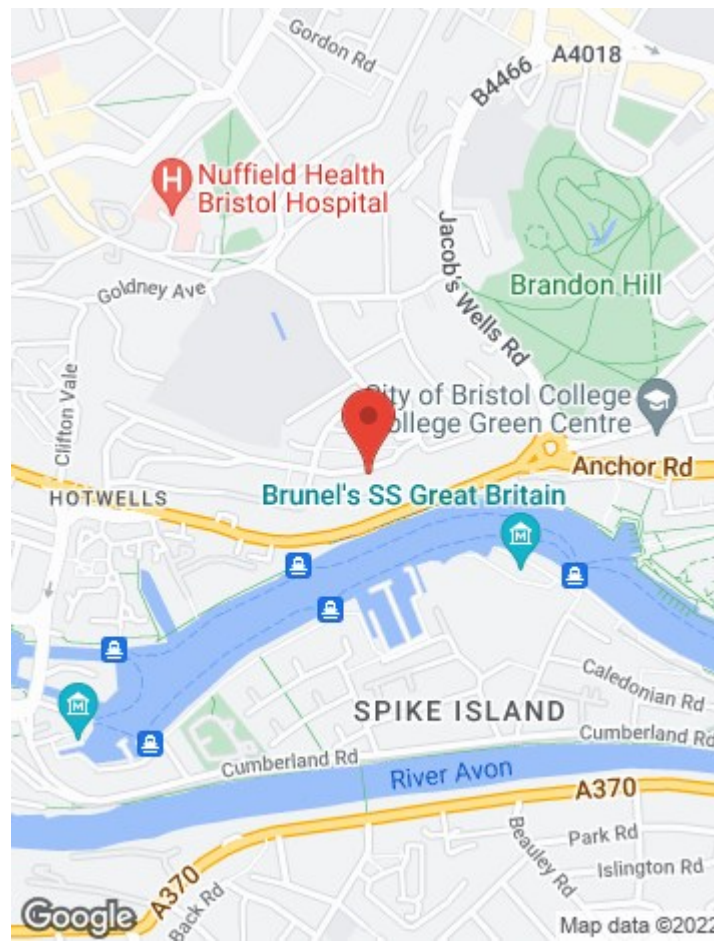 Gordon Rd
A4018
B4466
Nuffield Health
Bristol Hospital
Jacob's Wells Rd
Brandon Hill
Goldney Ave
Clifton Vale
City of Bristol College
College Green Centre
Anchor Rd
HOTWELLS
Brunel's SS Great Britain
Caledonian Rd
SPIKE ISLAND
Cumberland Rd
Cumberland Rd
River Avon
A370
Park Rd
Beauley Rd
Islington Rd
A370
Back Rd
Google
Map data ©2022